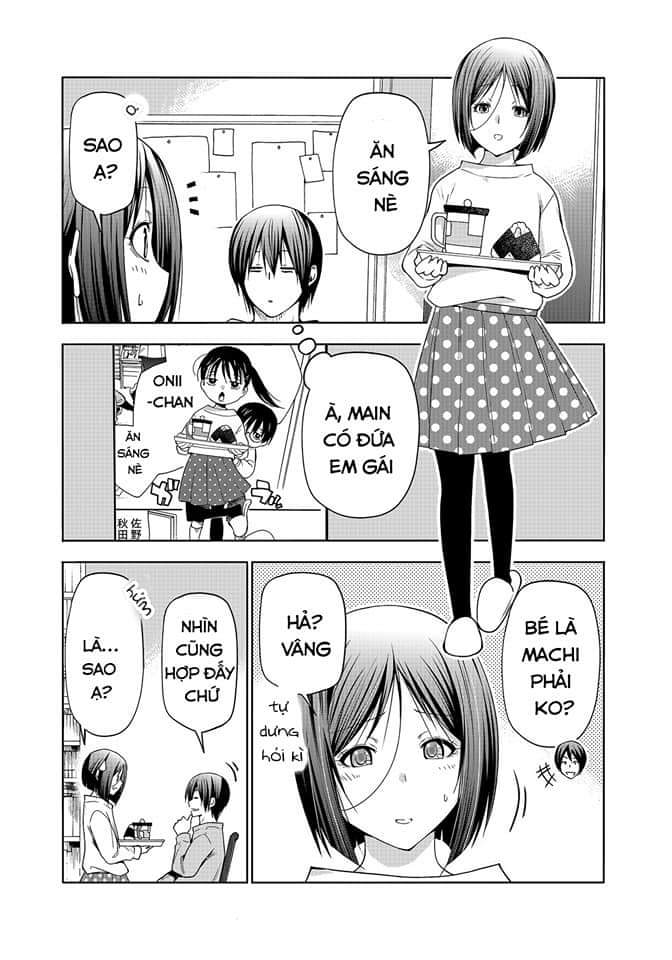 ĂN
SÁNG
NÈ
SAO
Ạ?
À, MAIN
CÓ ĐỨA
EM GÁI
ONII
-CHAN
ĂN
SÁNG
NÈ
佐野
秋田
BÉ LÀ
MACHI
PHẢI
KO?
HẢ?
VÂNG
tự
dưng
hỏi kì
NHÌN
CŨNG
HỢP ĐẤY
CHỨ
hứm
LÀ...
SAO
Ạ?